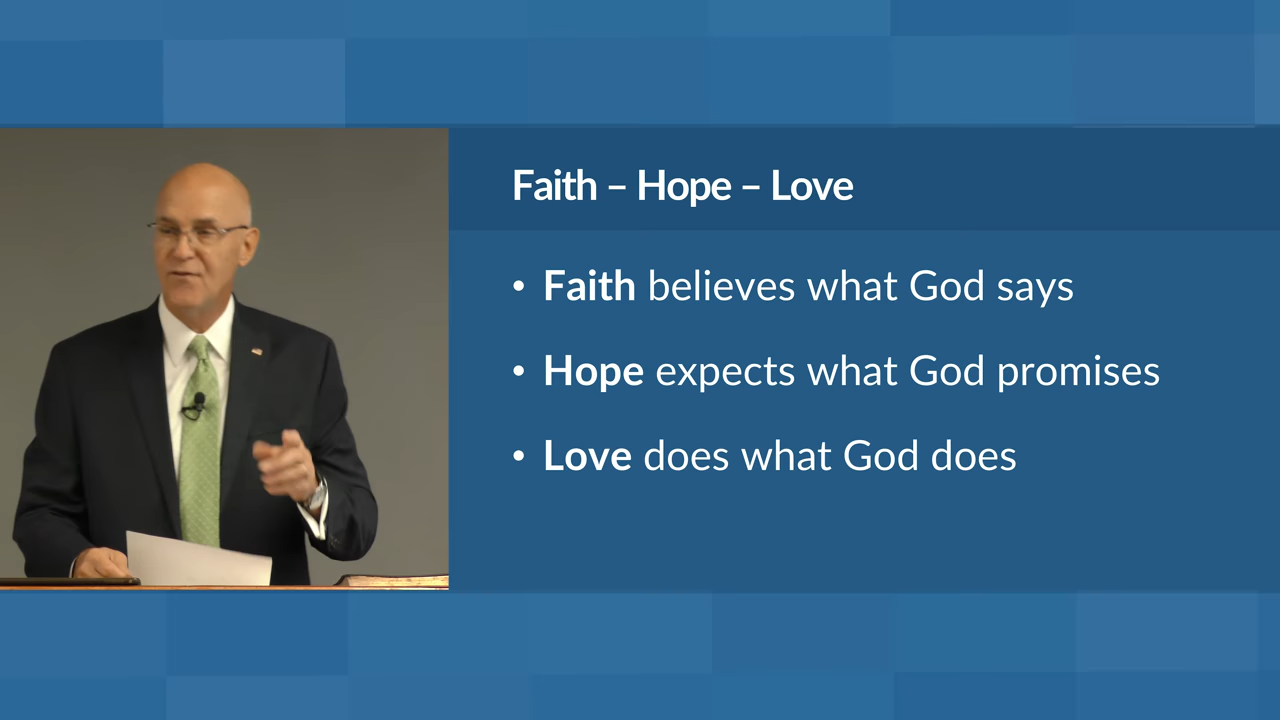 Faith – Hope – Love
• Faith believes what God says
• Hope expects what God promises
• Love does what God does